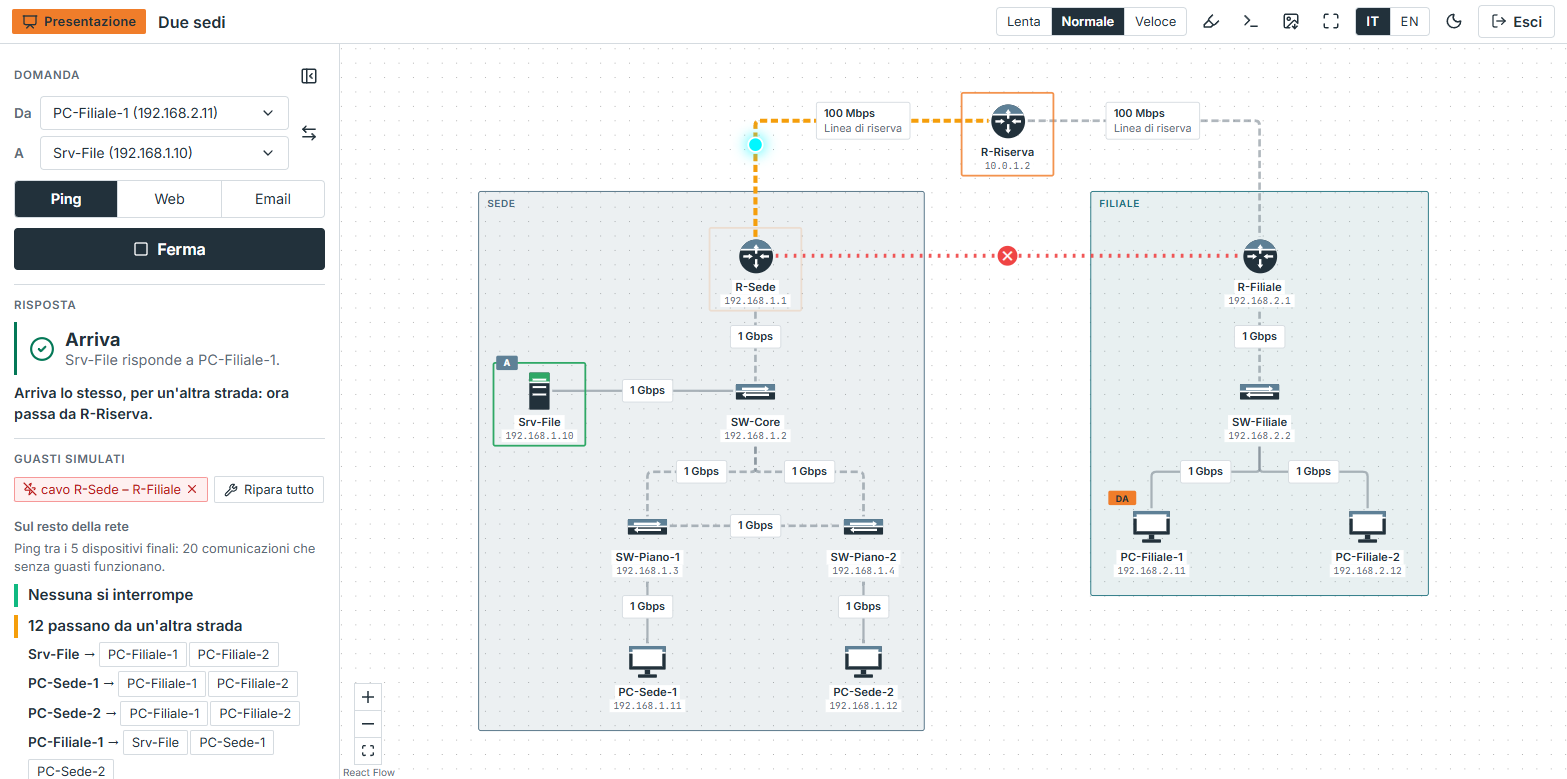 Presentazione
Due sedi
Lenta
Normale
Veloce
IT
EN
Esci
DOMANDA
Da
PC-Filiale-1 (192.168.2.11)
A
Srv-File (192.168.1.10)
Ping
Web
Email
Ferma
RISPOSTA
Arriva
Srv-File risponde a PC-Filiale-1.
Arriva lo stesso, per un'altra strada: ora
passa da R-Riserva.
GUASTI SIMULATI
cavo R-Sede – R-Filiale
Ripara tutto
Sul resto della rete
Ping tra i 5 dispositivi finali: 20 comunicazioni che
senza guasti funzionano.
Nessuna si interrompe
12 passano da un'altra strada
Srv-File → PC-Filiale-1 PC-Filiale-2
PC-Sede-1 → PC-Filiale-1 PC-Filiale-2
PC-Sede-2 → PC-Filiale-1 PC-Filiale-2
PC-Filiale-1 → Srv-File PC-Sede-1
PC-Sede-2
100 Mbps
Linea di riserva
R-Riserva
10.0.1.2
100 Mbps
Linea di riserva
SEDE
R-Sede
192.168.1.1
1 Gbps
A
Srv-File
192.168.1.10
1 Gbps
SW-Core
192.168.1.2
1 Gbps
1 Gbps
SW-Piano-1
192.168.1.3
1 Gbps
SW-Piano-2
192.168.1.4
1 Gbps
1 Gbps
PC-Sede-1
192.168.1.11
PC-Sede-2
192.168.1.12
FILIALE
R-Filiale
192.168.2.1
1 Gbps
SW-Filiale
192.168.2.2
1 Gbps
1 Gbps
DA
PC-Filiale-1
192.168.2.11
PC-Filiale-2
192.168.2.12
React Flow